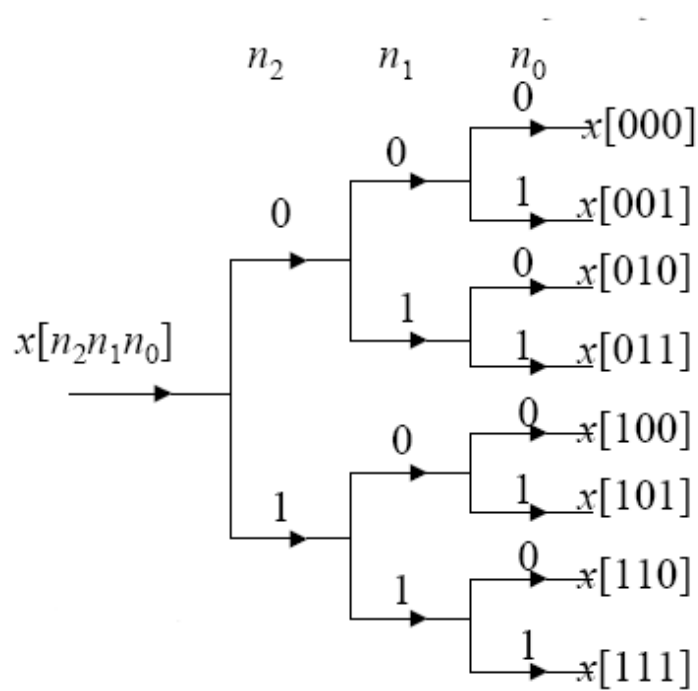 n₂ n₁ n₀
0
x[000]
0
1
x[001]
0
0
x[010]
1
x[n₂n₁n₀]
1
x[011]
0
x[100]
0
1
x[101]
1
0
x[110]
1
1
x[111]